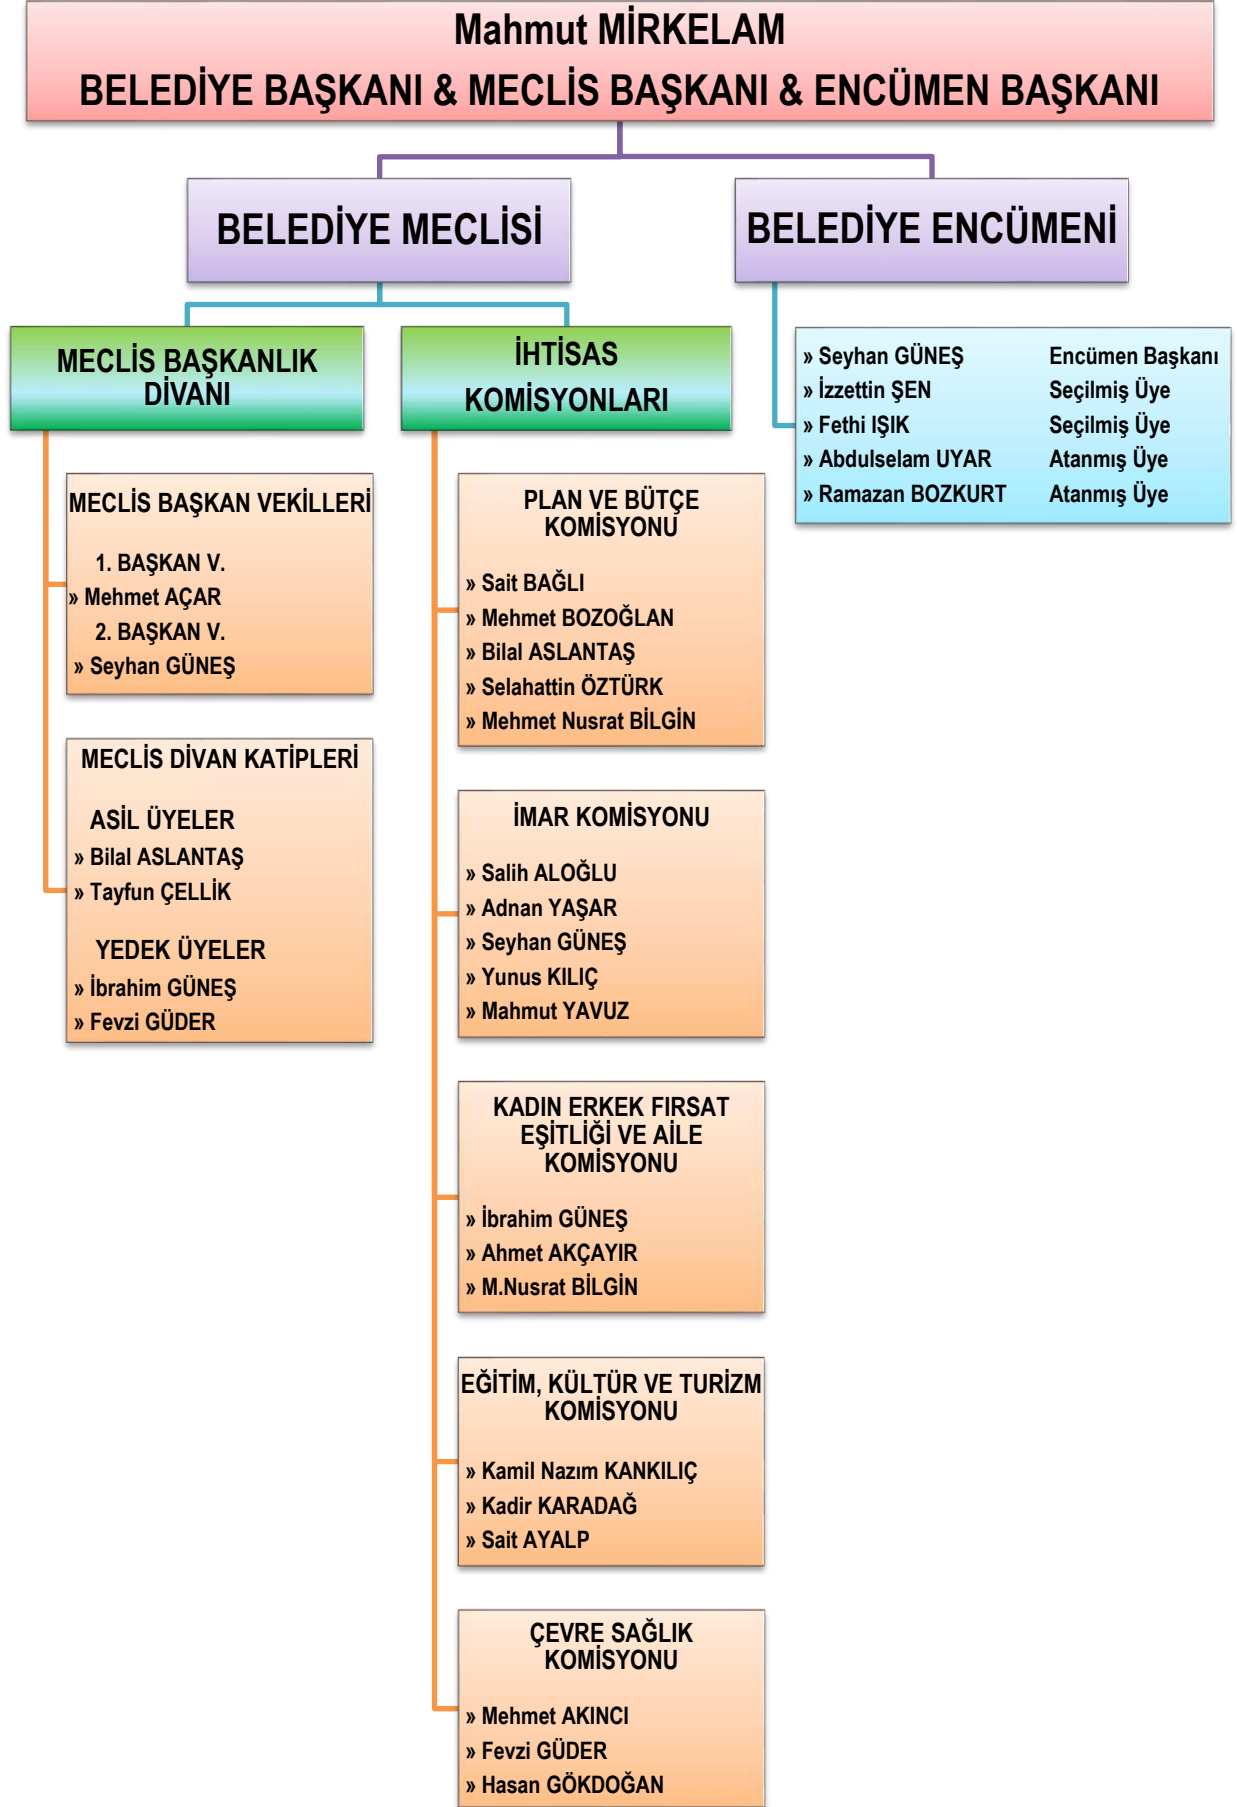 Mahmut MİRKELAM
BELEDİYE BAŞKANI & MECLİS BAŞKANI & ENCÜMEN BAŞKANI
BELEDİYE MECLİSİ
BELEDİYE ENCÜMENİ
» Seyhan GÜNEŞ Encümen Başkanı
» İzzettin ŞEN Seçilmiş Üye
» Fethi IŞIK Seçilmiş Üye
» Abdulselam UYAR Atanmış Üye
» Ramazan BOZKURT Atanmış Üye
MECLİS BAŞKANLIK
DİVANI
MECLİS BAŞKAN VEKİLLERİ
1. BAŞKAN V.
» Mehmet AÇAR
2. BAŞKAN V.
» Seyhan GÜNEŞ
MECLİS DİVAN KATİPLERİ
ASİL ÜYELER
» Bilal ASLANTAŞ
» Tayfun ÇELLİK
YEDEK ÜYELER
» İbrahim GÜNEŞ
» Fevzi GÜDER
İHTİSAS
KOMİSYONLARI
PLAN VE BÜTÇE
KOMİSYONU
» Sait BAĞLI
» Mehmet BOZOĞLAN
» Bilal ASLANTAŞ
» Selahattin ÖZTÜRK
» Mehmet Nusrat BİLGİN
İMAR KOMİSYONU
» Salih ALOĞLU
» Adnan YAŞAR
» Seyhan GÜNEŞ
» Yunus KILIÇ
» Mahmut YAVUZ
KADIN ERKEK FIRSAT
EŞİTLİĞİ VE AİLE
KOMİSYONU
» İbrahim GÜNEŞ
» Ahmet AKÇAYIR
» M.Nusrat BİLGİN
EĞİTİM, KÜLTÜR VE TURİZM
KOMİSYONU
» Kamil Nazım KANKILIÇ
» Kadir KARADAĞ
» Sait AYALP
ÇEVRE SAĞLIK
KOMİSYONU
» Mehmet AKINCI
» Fevzi GÜDER
» Hasan GÖKDOĞAN